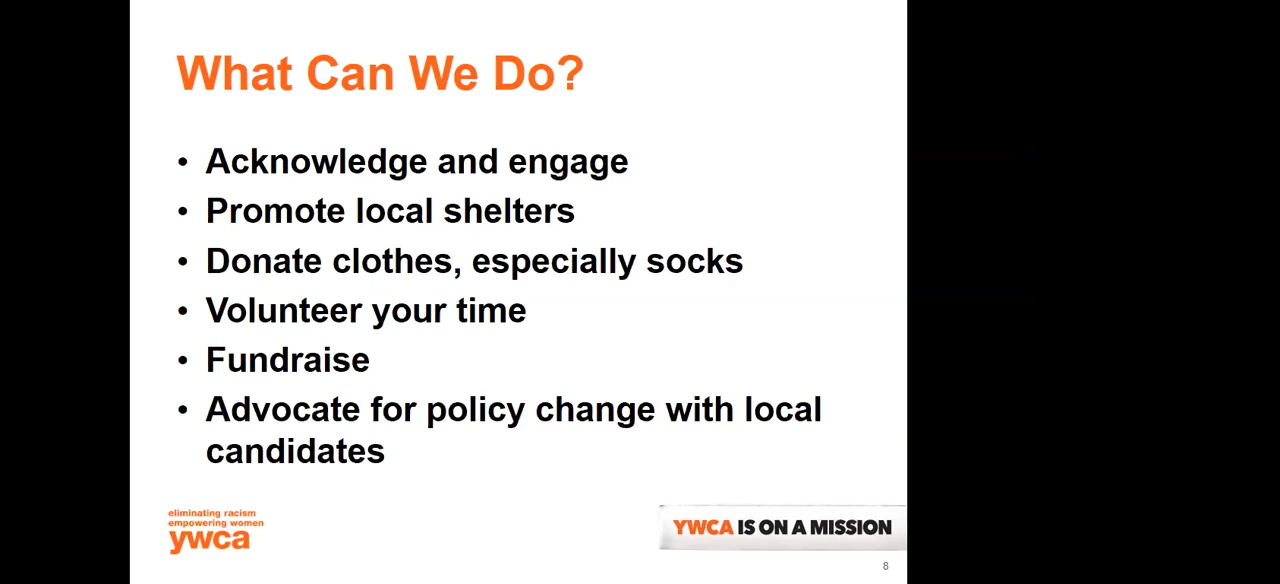 What Can We Do?
• Acknowledge and engage
• Promote local shelters
• Donate clothes, especially socks
• Volunteer your time
• Fundraise
• Advocate for policy change with local
candidates
eliminating racism
empowering women
ywca
YWCA IS ON A MISSION
8